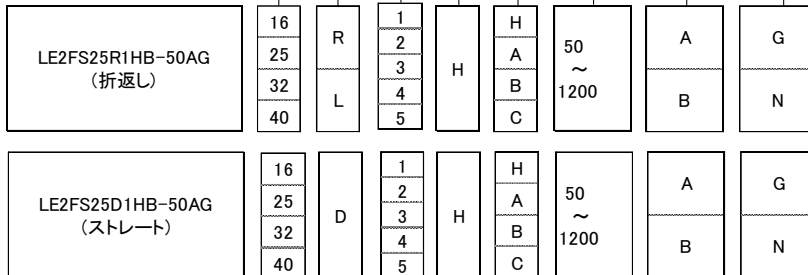 LE2FS25R1HB-50AG
(折返し)
16
25
32
40
R
L
1
2
3
4
5
H
H
A
B
C
50
~
1200
A
B
G
N
LE2FS25D1HB-50AG
(ストレート)
16
25
32
40
D
1
2
3
4
5
H
H
A
B
C
50
~
1200
A
B
G
N